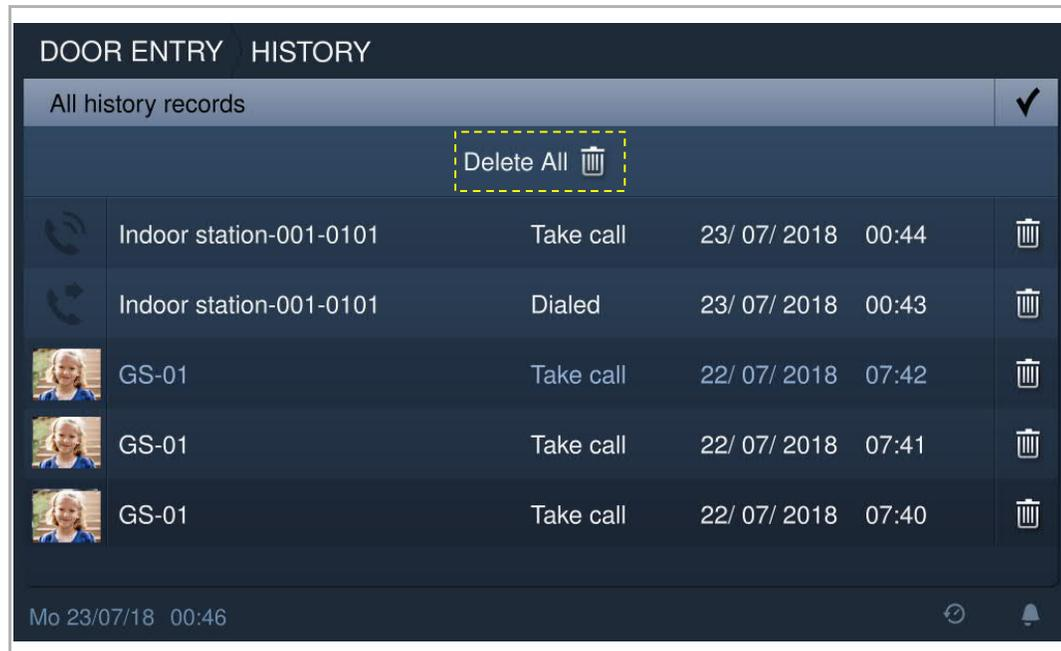 DOOR ENTRY HISTORY
All history records
Delete All
Indoor station-001-0101 Take call 23/ 07/ 2018 00:44
Indoor station-001-0101 Dialed 23/ 07/ 2018 00:43
GS-01 Take call 22/ 07/ 2018 07:42
GS-01 Take call 22/ 07/ 2018 07:41
GS-01 Take call 22/ 07/ 2018 07:40
Mo 23/07/18 00:46